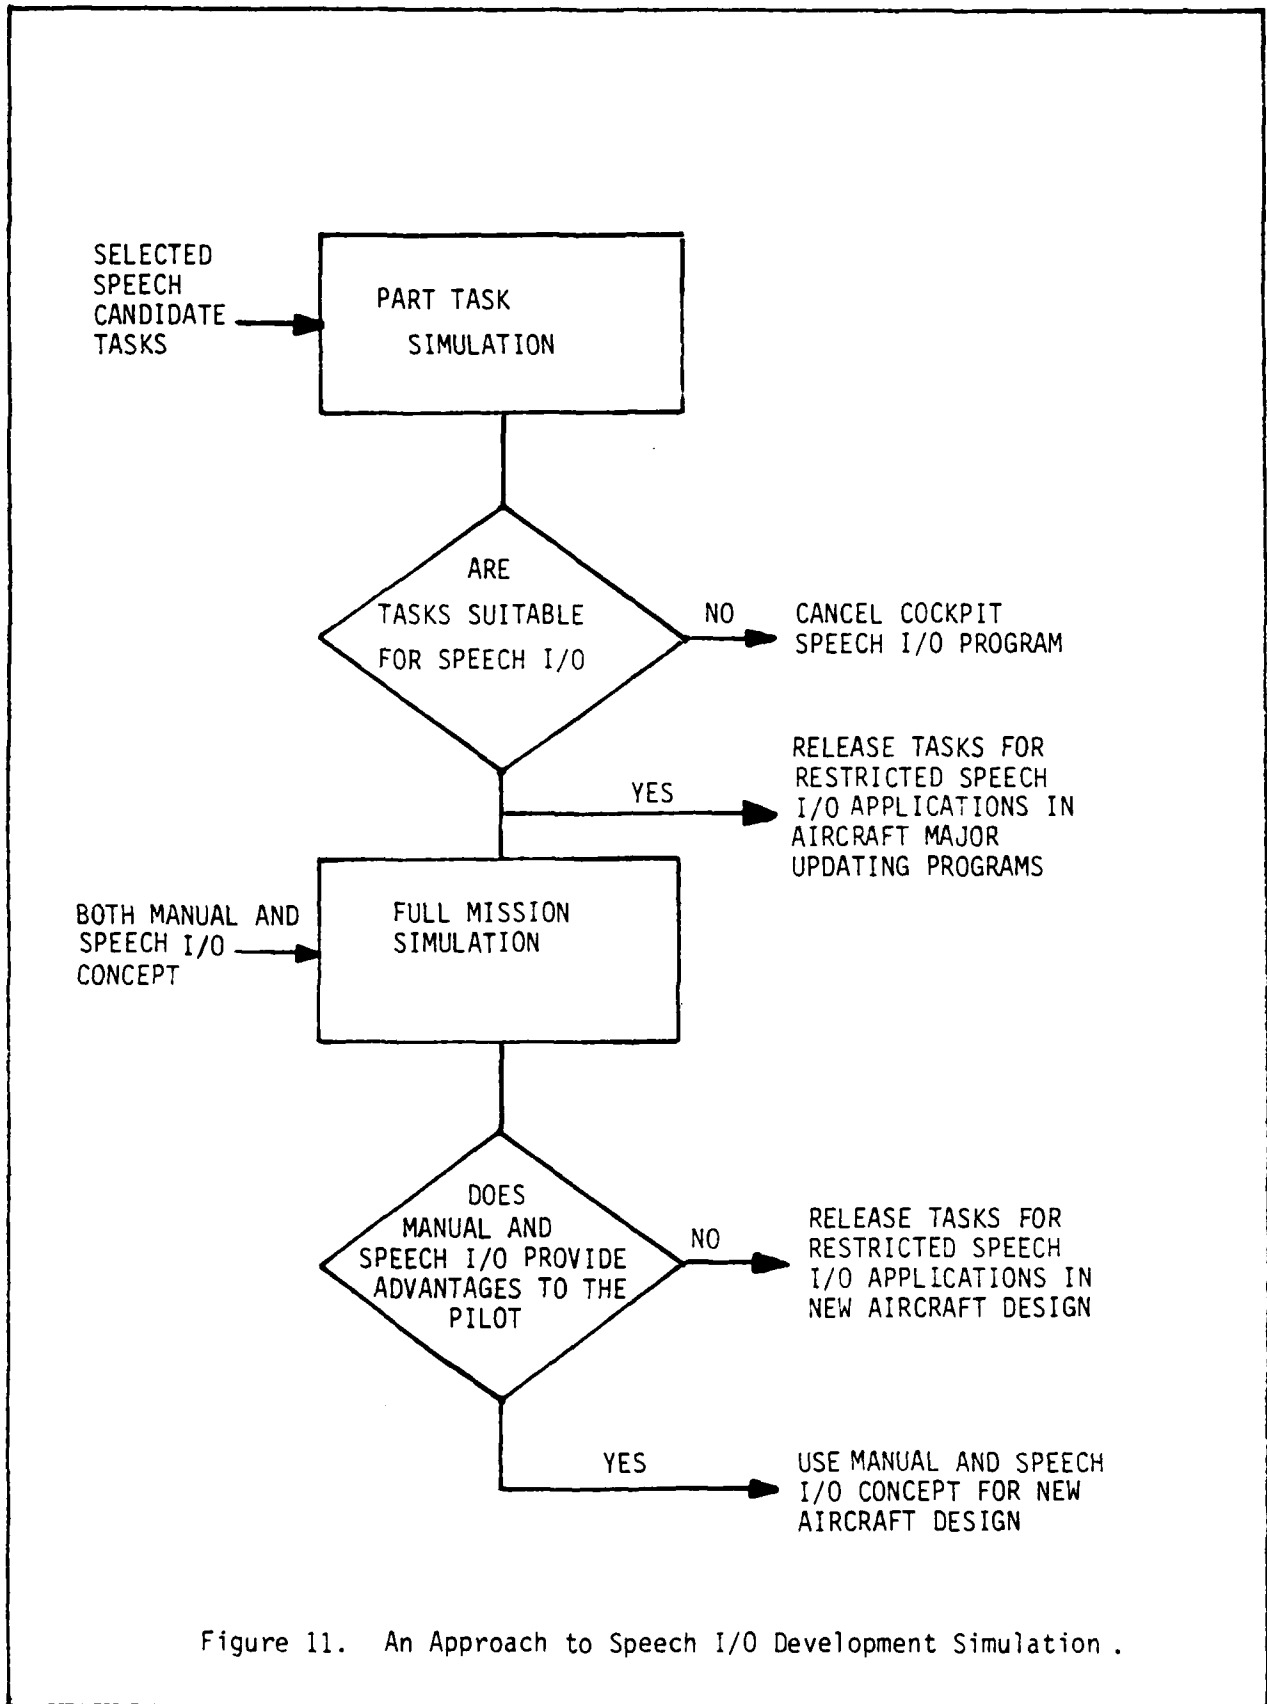 SELECTED
SPEECH
CANDIDATE
TASKS
PART TASK
SIMULATION
ARE
TASKS SUITABLE
FOR SPEECH I/O
NO
CANCEL COCKPIT
SPEECH I/O PROGRAM
YES
RELEASE TASKS FOR
RESTRICTED SPEECH
I/O APPLICATIONS IN
AIRCRAFT MAJOR
UPDATING PROGRAMS
BOTH MANUAL AND
SPEECH I/O
CONCEPT
FULL MISSION
SIMULATION
DOES
MANUAL AND
SPEECH I/O PROVIDE
ADVANTAGES TO THE
PILOT
NO
RELEASE TASKS FOR
RESTRICTED SPEECH
I/O APPLICATIONS IN
NEW AIRCRAFT DESIGN
YES
USE MANUAL AND SPEECH
I/O CONCEPT FOR NEW
AIRCRAFT DESIGN
Figure 11. An Approach to Speech I/O Development Simulation.